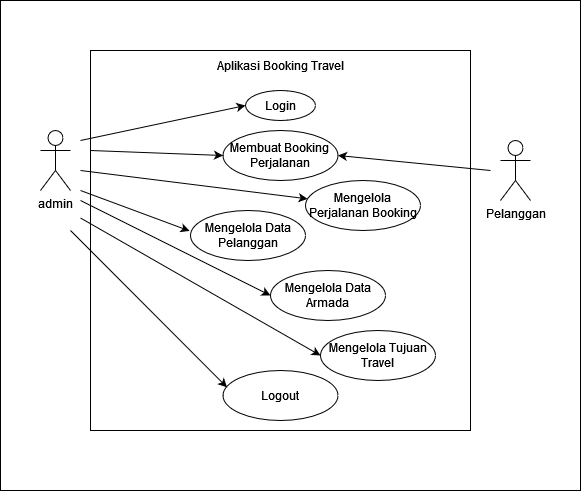 Aplikasi Booking Travel
Login
Membuat Booking
Perjalanan
admin
Mengelola
Perjalanan Booking
Pelanggan
Mengelola Data
Pelanggan
Mengelola Data
Armada
Mengelola Tujuan
Travel
Logout